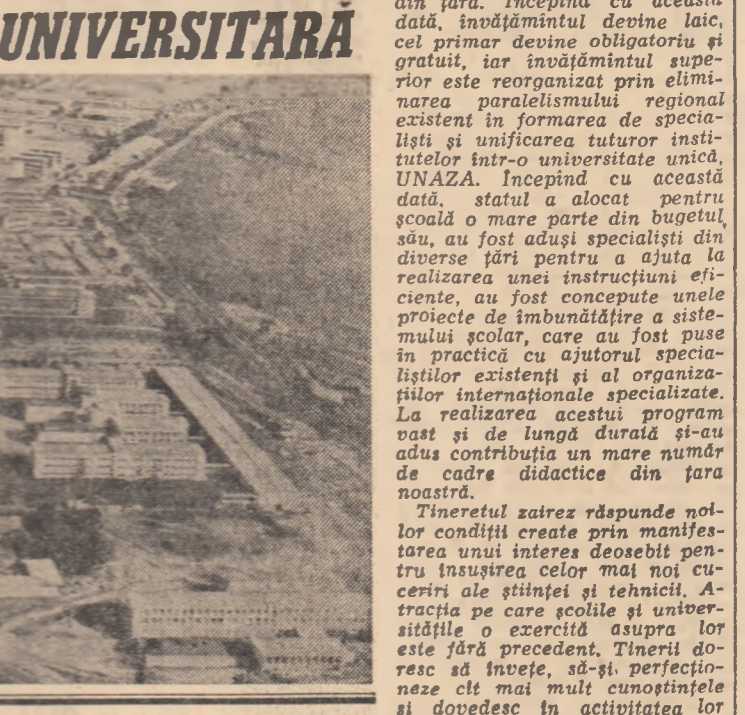 UNIVERSITARĂ
din țară. Începînd cu această
dată, învățămîntul devine laic,
cel primar devine obligatoriu și
gratuit, iar învățămîntul supe-
rior este reorganizat prin elimi-
narea paralelismului regional
existent în formarea de specia-
liști și unificarea tuturor insti-
tutelor într-o universitate unică,
UNAZA. Începînd cu această
dată, statul a alocat pentru
școală o mare parte din bugetul
său, au fost aduși specialiști din
diverse țări pentru a ajuta la
realizarea unei instrucțiuni efi-
ciente, au fost concepute unele
proiecte de îmbunătățire a siste-
mului școlar, care au fost puse
în practică cu ajutorul specia-
liștilor existenți și al organiza-
țiilor internaționale specializate.
La realizarea acestui program
vast și de lungă durată și-au
adus contribuția un mare număr
de cadre didactice din țara
noastră.
Tineretul zairez răspunde noi-
lor condiții create prin manifes-
tarea unui interes deosebit pen-
tru însușirea celor mai noi cu-
ceriri ale științei și tehnicii. A-
tracția pe care școlile și univer-
sitățile o exercită asupra lor
este fără precedent. Tinerii do-
resc să învețe, să-și perfecțio-
neze cît mai mult cunoștințele
și dovedesc în activitatea lor